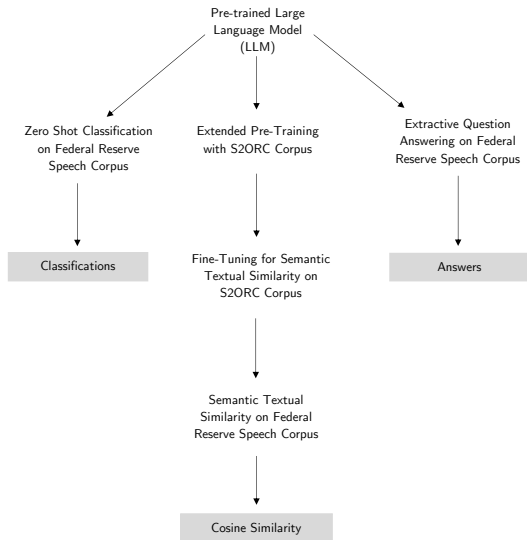 Pre-trained Large
Language Model
(LLM)
Zero Shot Classification
on Federal Reserve
Speech Corpus
Extended Pre-Training
with S2ORC Corpus
Extractive Question
Answering on Federal
Reserve Speech Corpus
Classifications
Fine-Tuning for Semantic
Textual Similarity on
S2ORC Corpus
Answers
Semantic Textual
Similarity on Federal
Reserve Speech Corpus
Cosine Similarity